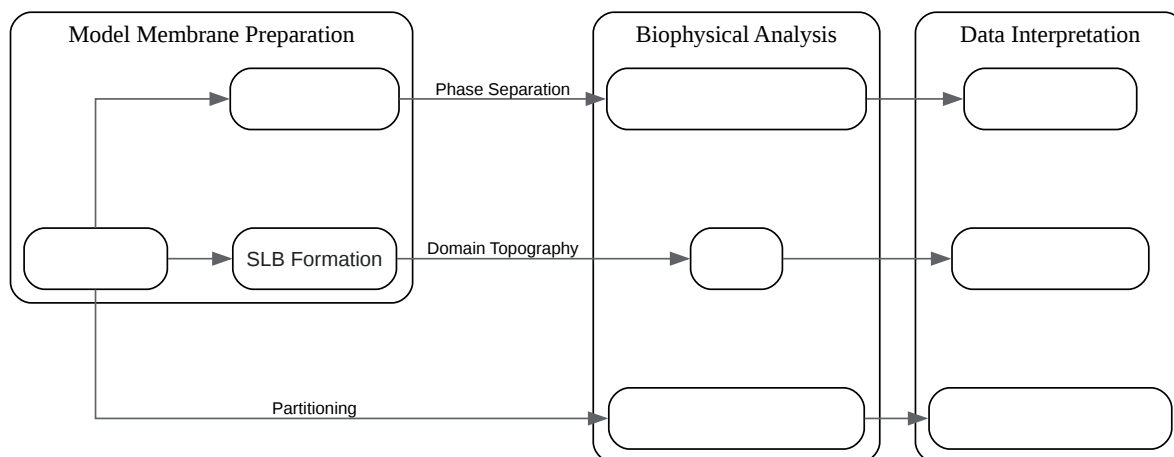 Model Membrane Preparation
Biophysical Analysis
Data Interpretation
Phase Separation
SLB Formation
Domain Topography
Partitioning